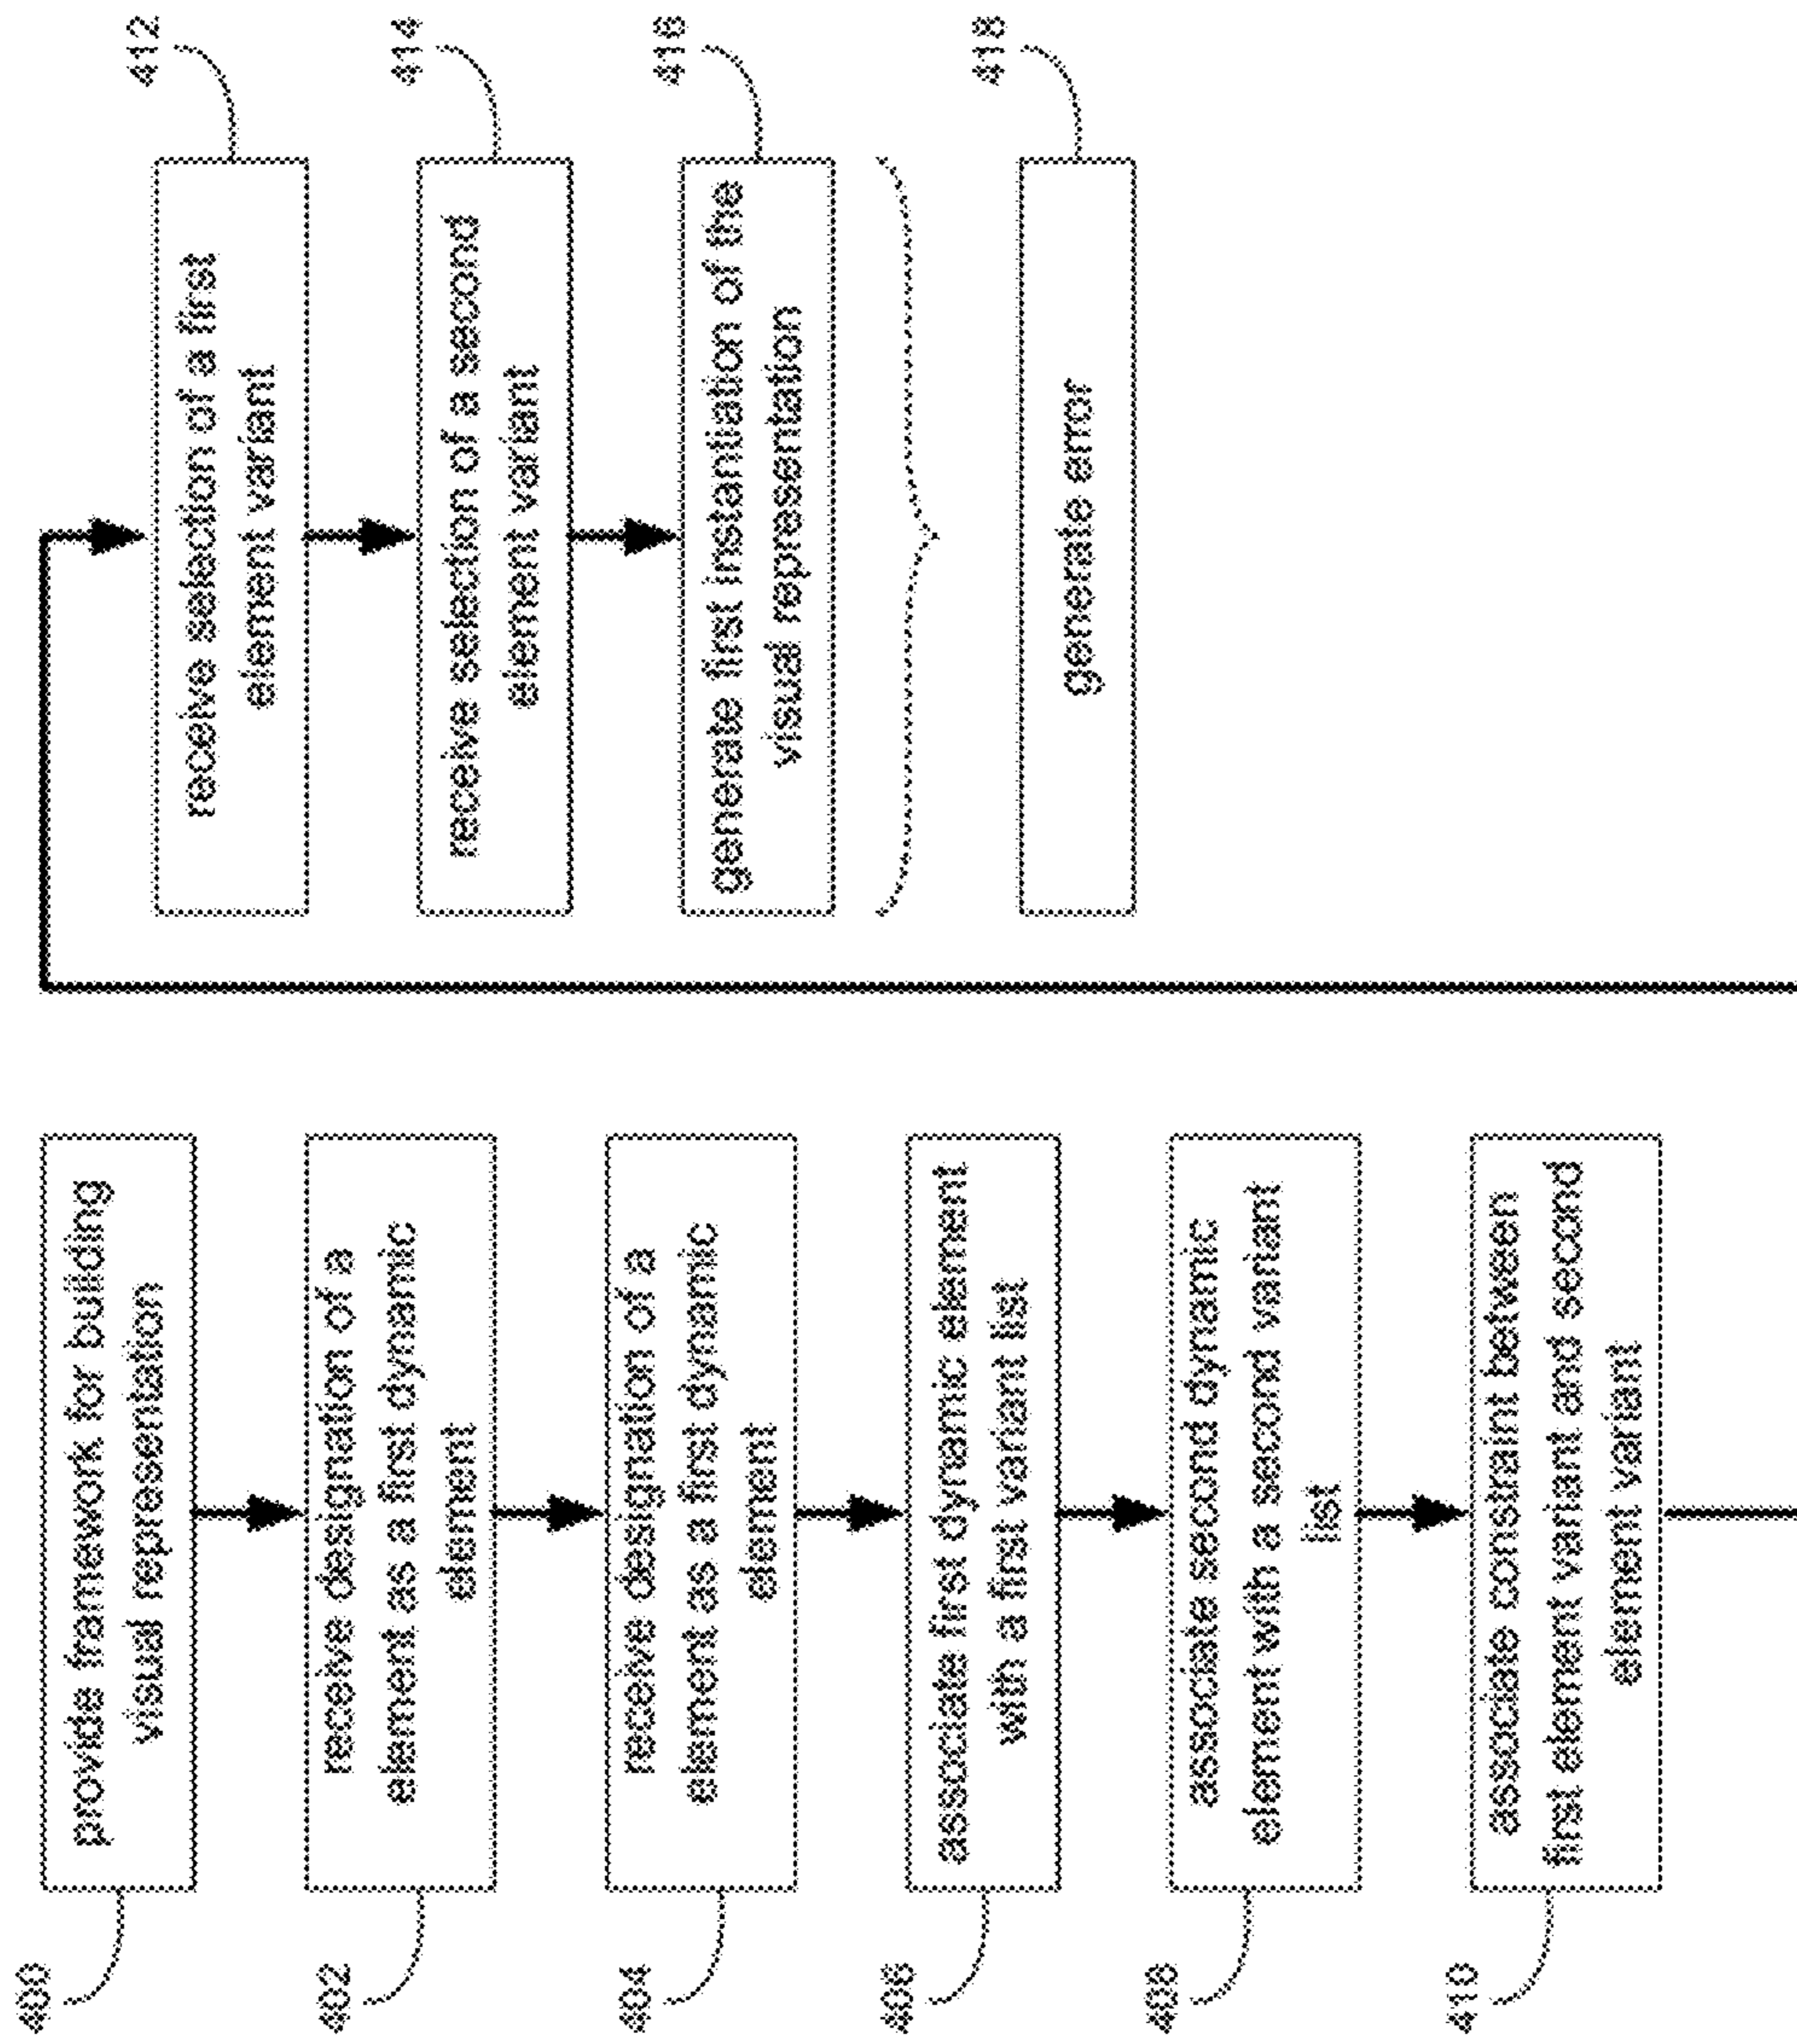 400
provide framework for building
visual representation
402
receive designation of a
element as a first dynamic
element
404
receive designation of a
element as a first dynamic
element
406
associate first dynamic element
with a first variant list
408
associate second dynamic
element with a second variant
list
410
associate constraint between
first element variant and second
element variant
412
receive selection of a first
element variant
414
receive selection of a second
element variant
416
generate first instantiation of the
visual representation
418
generate error